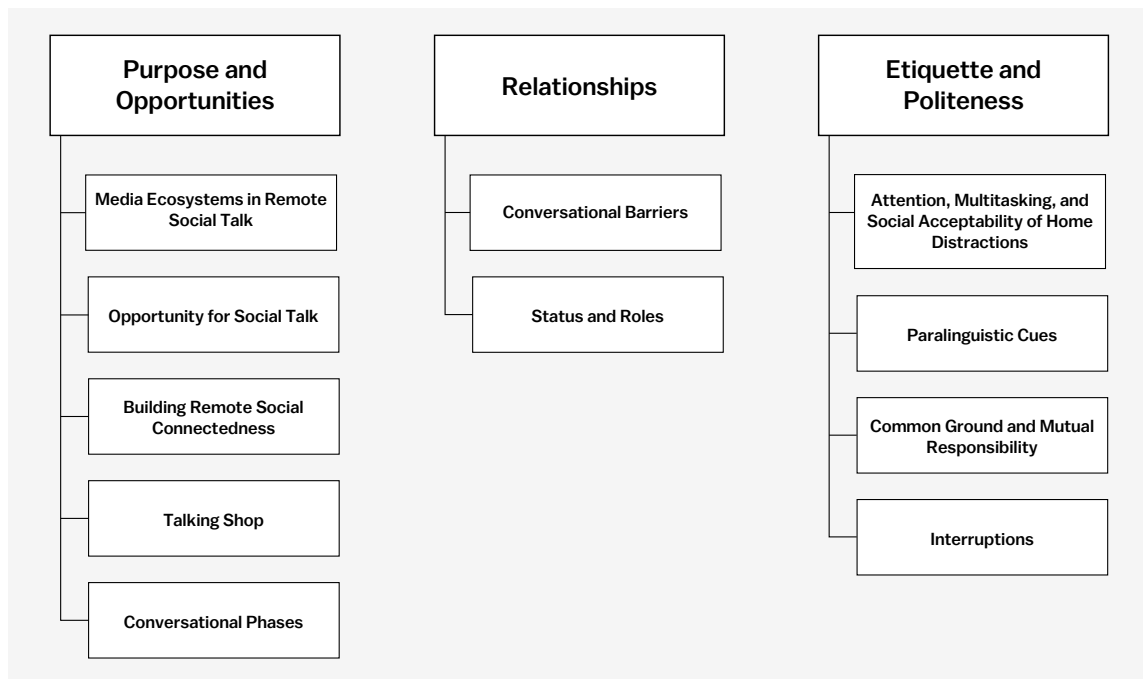 Purpose and
Opportunities
Media Ecosystems in Remote
Social Talk
Opportunity for Social Talk
Building Remote Social
Connectedness
Talking Shop
Conversational Phases
Relationships
Conversational Barriers
Status and Roles
Etiquette and
Politeness
Attention, Multitasking, and
Social Acceptability of Home
Distractions
Paralinguistic Cues
Common Ground and Mutual
Responsibility
Interruptions